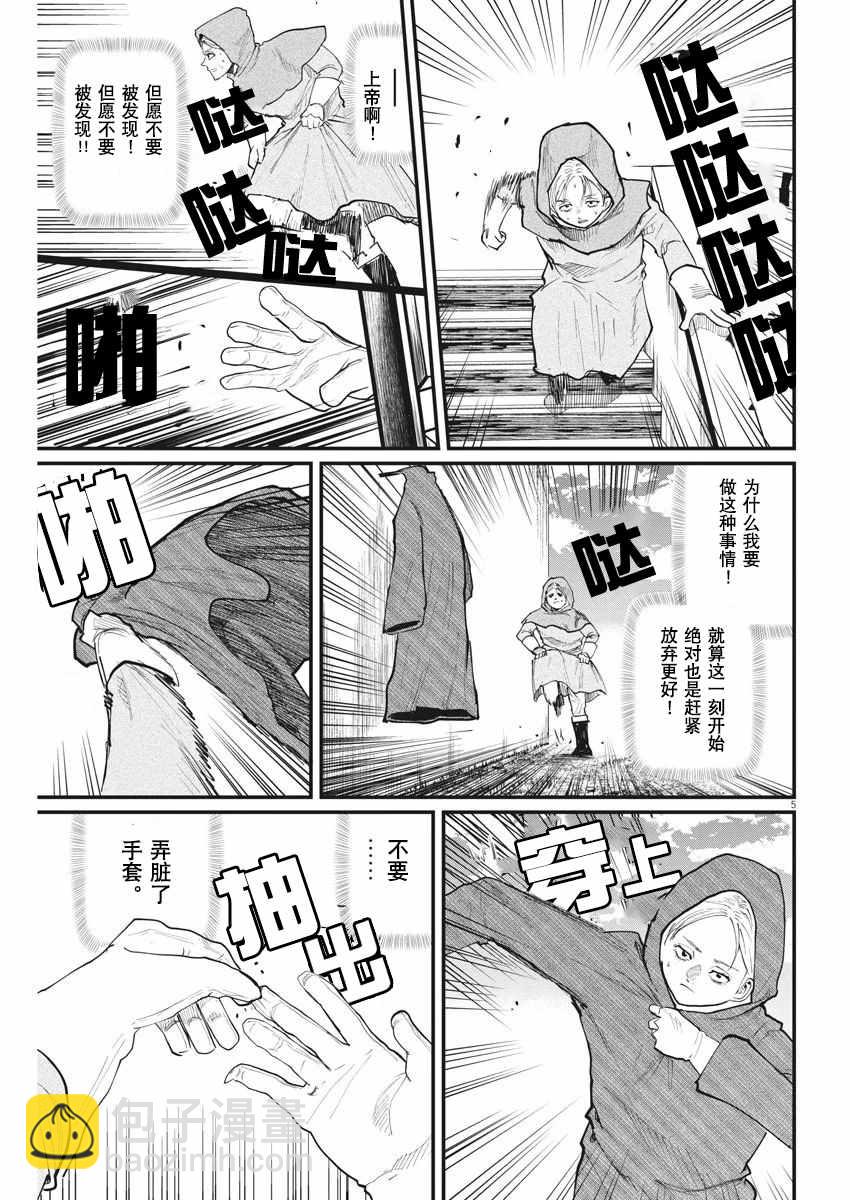 哒
哒
哒
哒
——
上帝啊！
但愿不要
被发现！
但愿不要
被发现!!
哒
哒
哒
啪
为什么我要
做这种事情！
就算这一刻开始
绝对也是赶紧
放弃更好！
哒
啪
5
穿上
不要
……
抽出
弄脏了
手套。
包子漫畫
baozimh.com